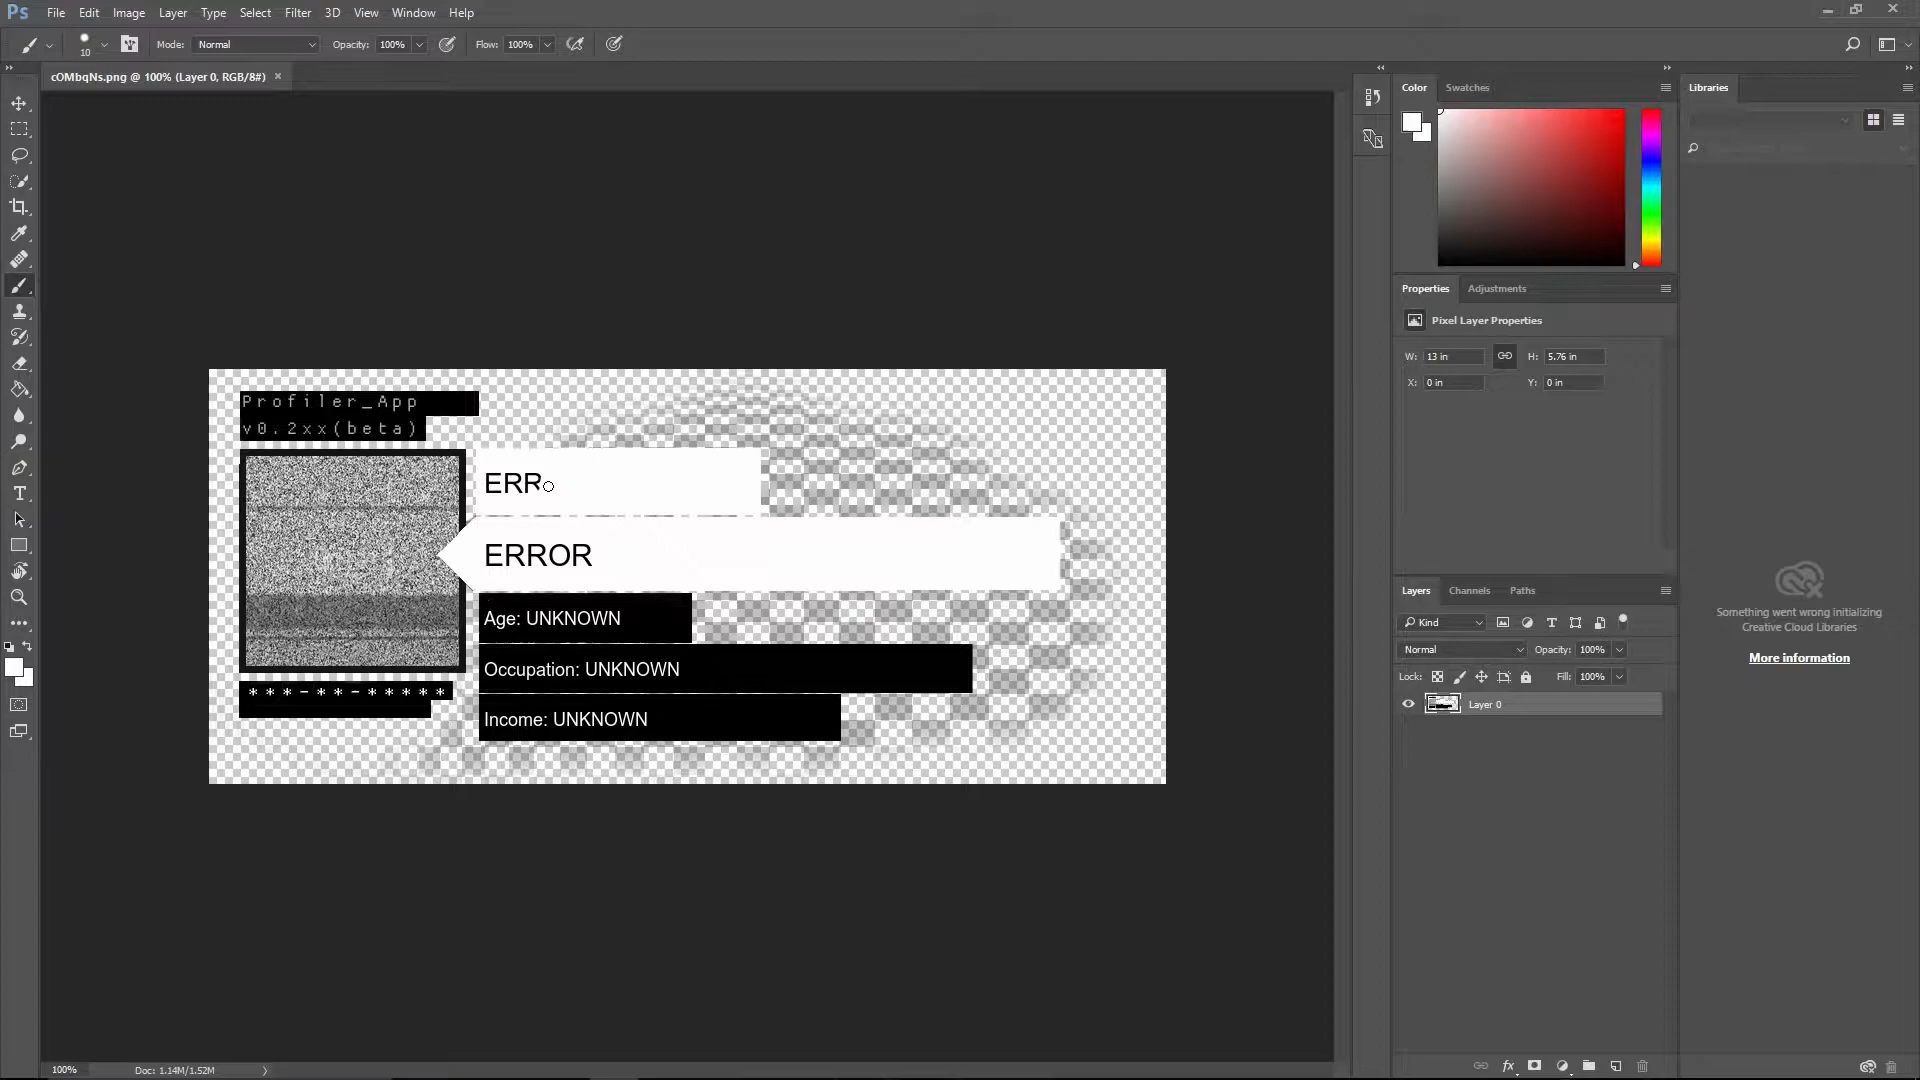 Ps File Edit Image Layer Type Select Filter 3D View Window Help
10 Mode: Normal Opacity: 100% Flow: 100%
cOMbqNs.png @ 100% (Layer 0, RGB/8#) ×
Color Swatches
Libraries
Properties Adjustments
Pixel Layer Properties
W: 13 in H: 5.76 in
X: 0 in Y: 0 in
Profiler_App
v0.2xx(beta)
ERR
ERROR
Age: UNKNOWN
Occupation: UNKNOWN
Income: UNKNOWN
***-**-*****
Layers Channels Paths
Kind
Normal Opacity: 100%
Lock: Fill: 100%
Layer 0
Something went wrong initializing
Creative Cloud Libraries
More information
fx
100% Doc: 1.14M/1.52M